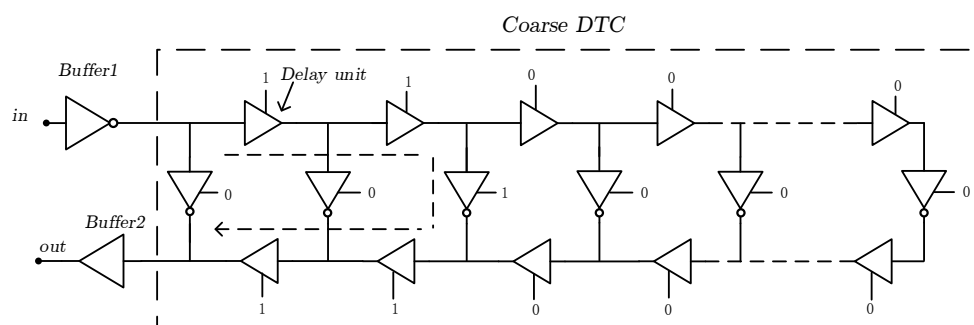 Coarse DTC
Buffer1
1 Delay unit 1 0 0 0
in
0 0 1 0 0 0
Buffer2
out
1 1 0 0 0